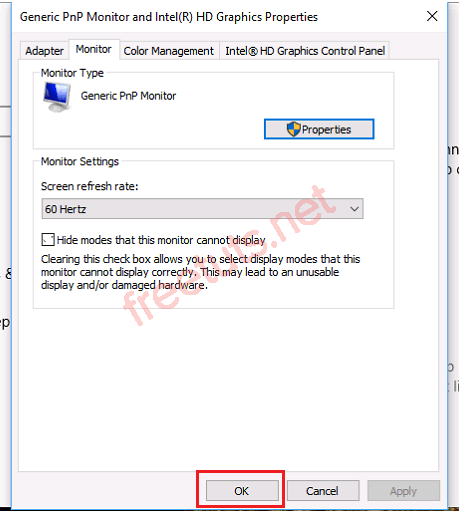 Generic PnP Monitor and Intel(R) HD Graphics Properties
Adapter Monitor Color Management Intel® HD Graphics Control Panel
Monitor Type
Generic PnP Monitor
Properties
Monitor Settings
Screen refresh rate:
60 Hertz
Hide modes that this monitor cannot display
Clearing this check box allows you to select display modes that this
monitor cannot display correctly. This may lead to an unusable
display and/or damaged hardware.
freetuts.net
OK Cancel Apply